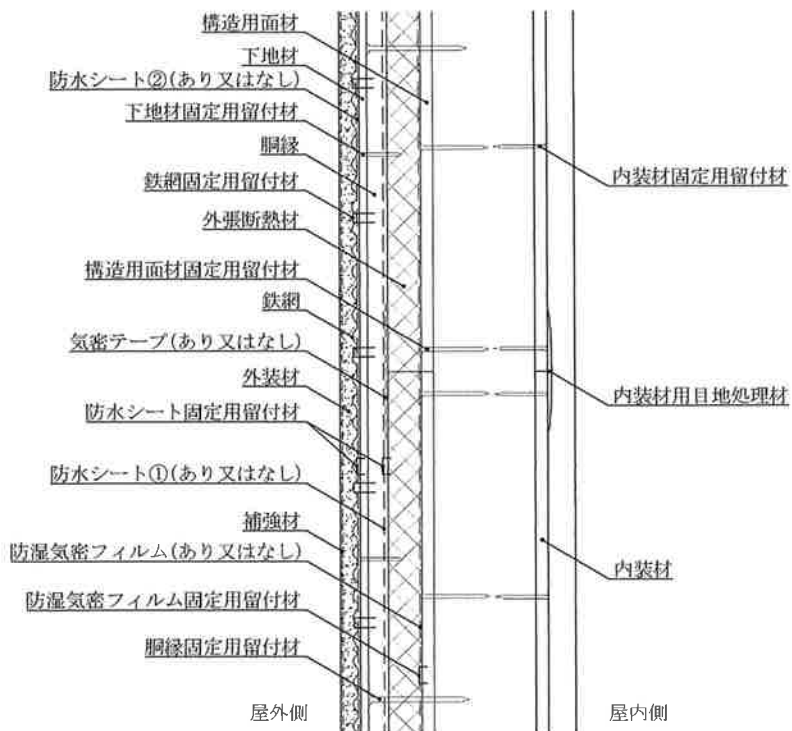 構造用面材
下地材
防水シート②(あり又はなし)
下地材固定用留付材
胴縁
鉄網固定用留付材
外張断熱材
構造用面材固定用留付材
鉄網
気密テープ(あり又はなし)
外装材
防水シート固定用留付材
防水シート①(あり又はなし)
補強材
防湿気密フィルム(あり又はなし)
防湿気密フィルム固定用留付材
胴縁固定用留付材
屋外側
内装材固定用留付材
内装材用目地処理材
内装材
屋内側